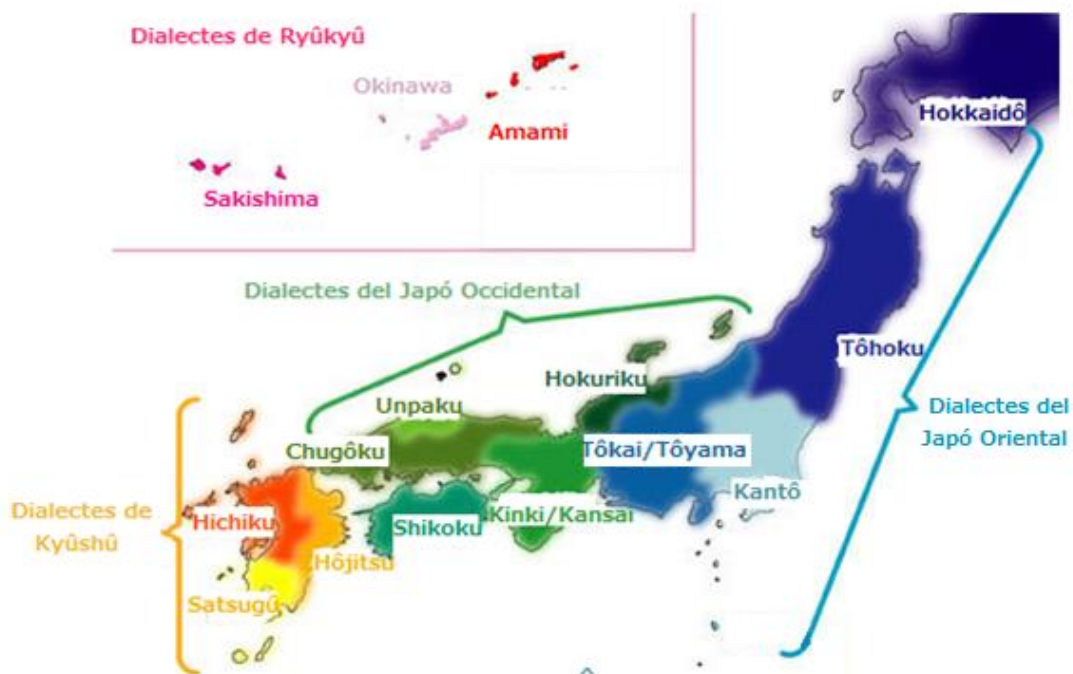 Dialectes de Ryûkyû
Okinawa
Amami
Sakishima
Hokkaidô
Dialectes del Japó Occidental
Tôhoku
Hokuriku
Unpaku
Dialectes del
Japó Oriental
Chugôku
Tôkai/Tôyama
Kantô
Dialectes de
Kyûshû
Hichiku
Shikoku
Kinki/Kansai
Hôjitsu
Satsugû